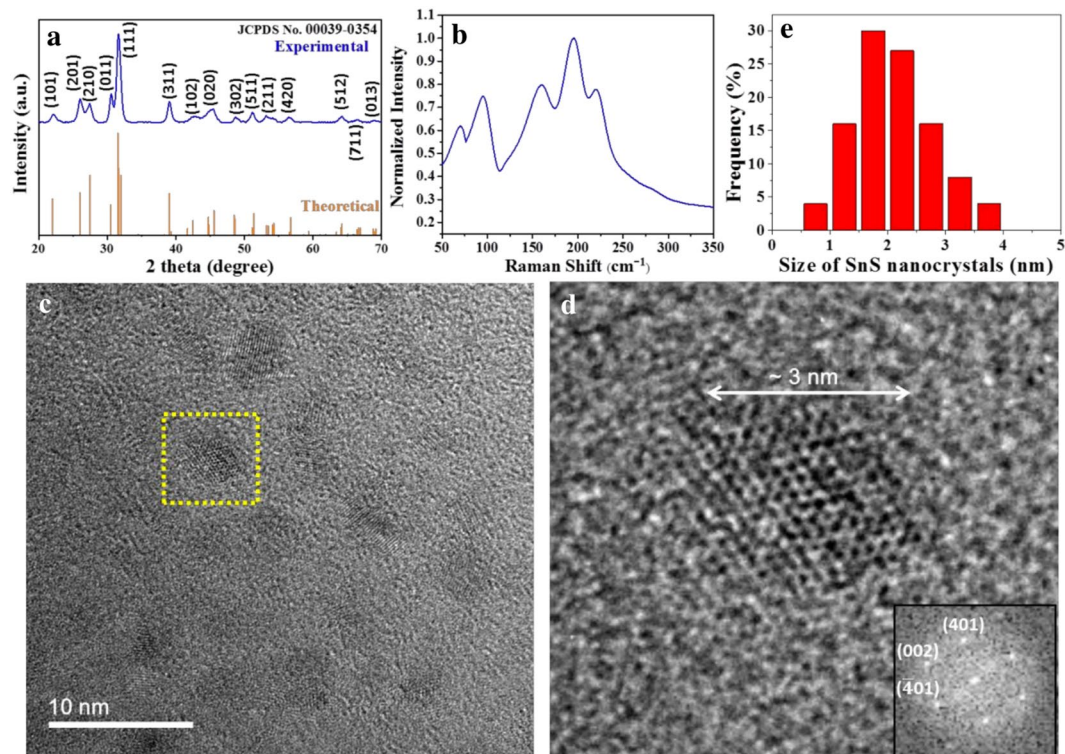 a
JCPDS No. 00039-0354
Experimental
(101)
(201)
(210)
(011)
(111)
(311)
(102)
(020)
(302)
(511)
(211)
(420)
(512)
(711)
(013)
Theoretical
Intensity (a.u.)
20 30 40 50 60 70
2 theta (degree)
b
Normalized Intensity
1.1
1.0
0.9
0.8
0.7
0.6
0.5
0.4
0.3
0.2
50 100 150 200 250 300 350
Raman Shift (cm⁻¹)
e
Frequency (%)
30
25
20
15
10
5
0
0 1 2 3 4 5
Size of SnS nanocrystals (nm)
c
10 nm
d
~ 3 nm
(401)
(002)
(4̅01)